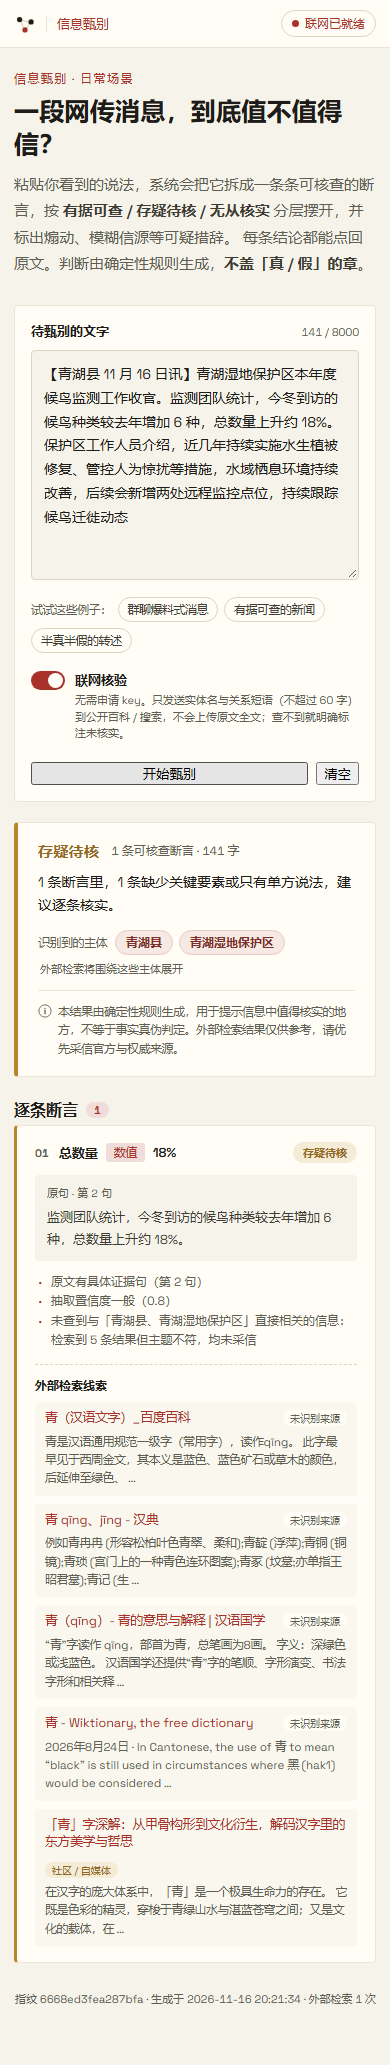 信息甄别
联网已就绪
信息甄别 · 日常场景
一段网传消息，到底值不值得
信？
粘贴你看到的说法，系统会把它拆成一条条可核查的断
言，按 有据可查 / 存疑待核 / 无从核实 分层摆开，并
标出煽动、模糊信源等可疑措辞。 每条结论都能点回
原文。判断由确定性规则生成，不盖「真 / 假」的章。
待甄别的文字
141 / 8000
【青湖县 11 月 16 日讯】青湖湿地保护区本年度
候鸟监测工作收官。监测团队统计，今冬到访的
候鸟种类较去年增加 6 种，总数量上升约 18%。
保护区工作人员介绍，近几年持续实施水生植被
修复、管控人为惊扰等措施，水域栖息环境持续
改善，后续会新增两处远程监控点位，持续跟踪
候鸟迁徙动态
试试这些例子：
群聊爆料式消息
有据可查的新闻
半真半假的转述
联网核验
无需申请 key。只发送实体名与关系短语（不超过 60 字）
到公开百科 / 搜索，不会上传原文全文；查不到就明确标
注未核实。
开始甄别
清空
存疑待核
1 条可核查断言 · 141 字
1 条断言里，1 条缺少关键要素或只有单方说法，建
议逐条核实。
识别到的主体
青湖县
青湖湿地保护区
外部检索将围绕这些主体展开
本结果由确定性规则生成，用于提示信息中值得核实的地
方，不等于事实真伪判定。外部检索结果仅供参考，请优
先采信官方与权威来源。
逐条断言
1
01
总数量
数值
18%
存疑待核
原句 · 第 2 句
监测团队统计，今冬到访的候鸟种类较去年增加 6
种，总数量上升约 18%。
· 原文有具体证据句（第 2 句）
· 抽取置信度一般（0.8）
· 未查到与「青湖县、青湖湿地保护区」直接相关的信息：
检索到 5 条结果但主题不符，均未采信
外部检索线索
青（汉语文字）_百度百科
未识别来源
青是汉语通用规范一级字（常用字），读作qīng。 此字最
早见于西周金文，其本义是蓝色、蓝色矿石或草木的颜色，
后延伸至绿色、 ...
青 qīng、jīng - 汉典
未识别来源
例如青冉冉 (形容松柏叶色青翠、柔和);青靛 (浮萍);青铜 (铜
镜);青琐 (宫门上的一种青色连环图案);青冢 (坟墓;亦单指王
昭君墓);青记 (生 ...
青（qīng）- 青的意思与解释 | 汉语国学
未识别来源
“青”字读作 qīng，部首为青，总笔画为8画。 字义：深绿色
或浅蓝色。 汉语国学还提供“青”字的笔顺、字形演变、书法
字形和相关释 ...
青 - Wiktionary, the free dictionary
未识别来源
2026年8月24日 · In Cantonese, the use of 青 to mean
“black” is still used in circumstances where 黑 (hak1)
would be considered ...
「青」字深解：从甲骨构形到文化衍生，解码汉字里的
东方美学与哲思
社区 / 自媒体
在汉字的庞大体系中，「青」是一个极具生命力的存在。 它
既是色彩的精灵，穿梭于青绿山水与湛蓝苍穹之间；又是文
化的载体，在 ...
指纹 6668ed3fea287bfa · 生成于 2026-11-16 20:21:34 · 外部检索 1 次